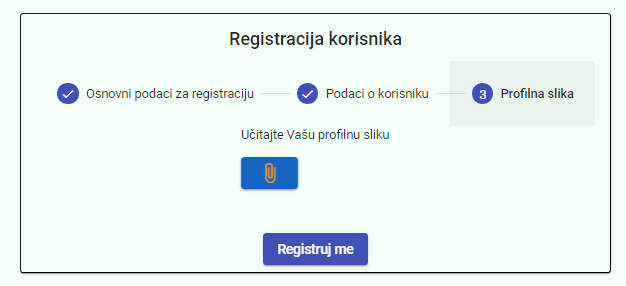 Registracija korisnika
Osnovni podaci za registraciju Podaci o korisniku 3 Profilna slika
Učitajte Vašu profilnu sliku
Registruj me